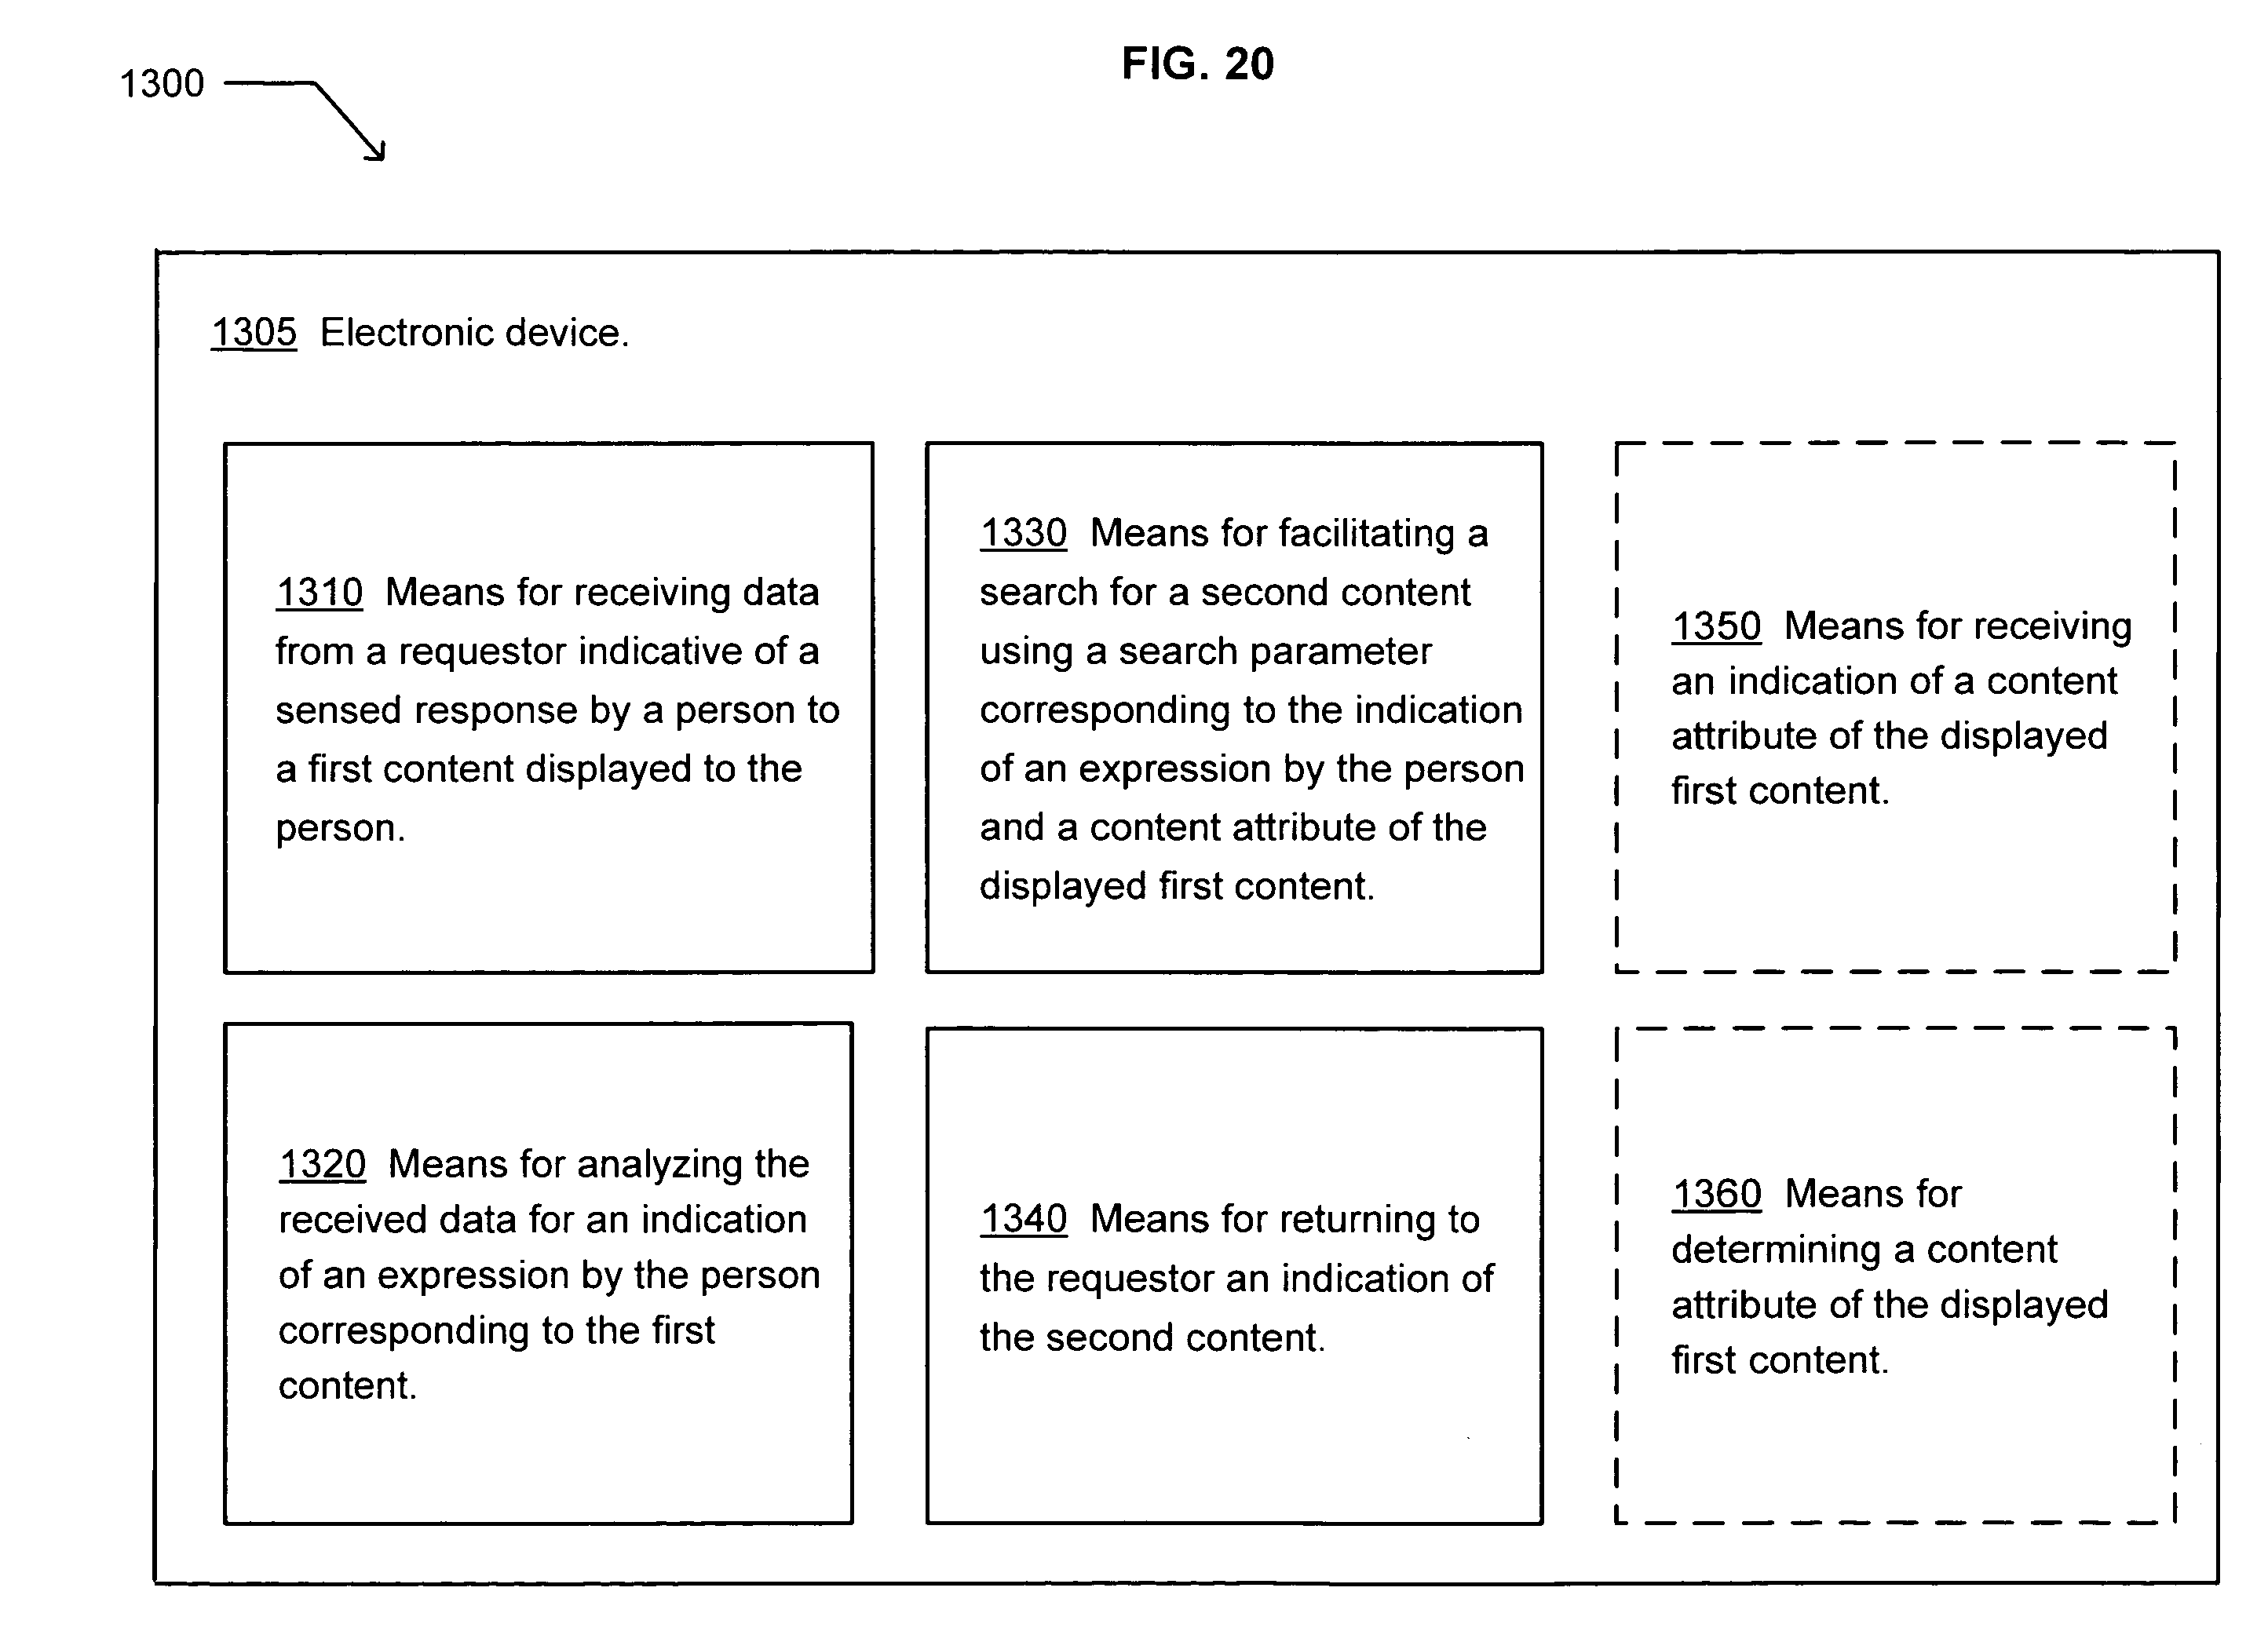 FIG. 20
1300
1305 Electronic device.
1310 Means for receiving data
from a requestor indicative of a
sensed response by a person to
a first content displayed to the
person.
1330 Means for facilitating a
search for a second content
using a search parameter
corresponding to the indication
of an expression by the person
and a content attribute of the
displayed first content.
1350 Means for receiving
an indication of a content
attribute of the displayed
first content.
1320 Means for analyzing the
received data for an indication
of an expression by the person
corresponding to the first
content.
1340 Means for returning to
the requestor an indication of
the second content.
1360 Means for
determining a content
attribute of the displayed
first content.